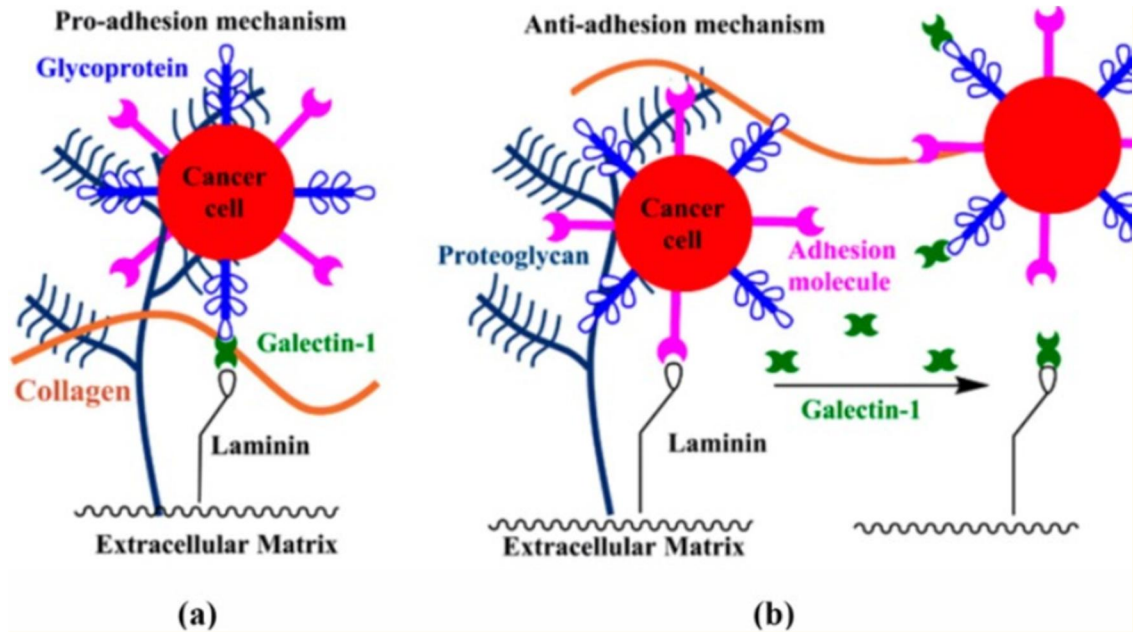 Pro-adhesion mechanism
Glycoprotein
Cancer
cell
Galectin-1
Collagen
Laminin
Extracellular Matrix
(a)
Anti-adhesion mechanism
Cancer
cell
Proteoglycan
Adhesion
molecule
Galectin-1
Laminin
Extracellular Matrix
(b)